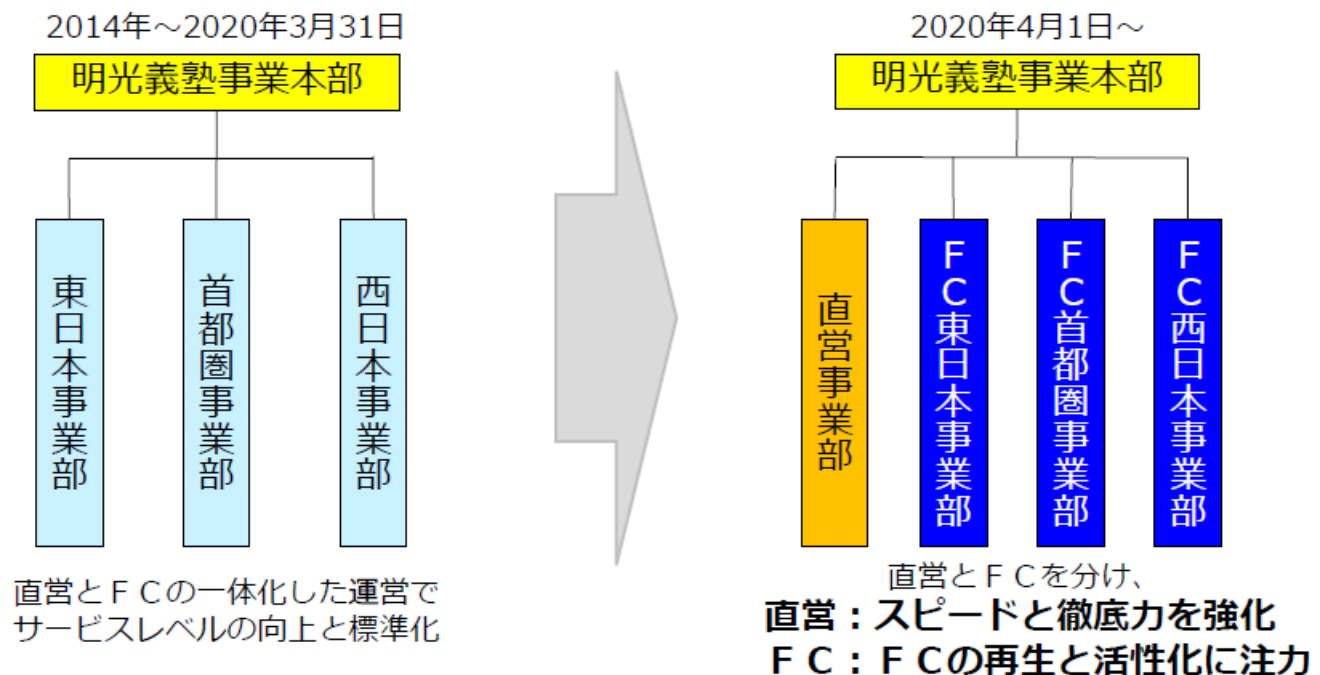 2014年～2020年3月31日
明光義塾事業本部
東日本事業部
首都圏事業部
西日本事業部
直営とＦＣの一体化した運営で
サービスレベルの向上と標準化
2020年4月1日～
明光義塾事業本部
直営事業部
ＦＣ東日本事業部
ＦＣ首都圏事業部
ＦＣ西日本事業部
直営とＦＣを分け、
直営：スピードと徹底力を強化
ＦＣ：ＦＣの再生と活性化に注力